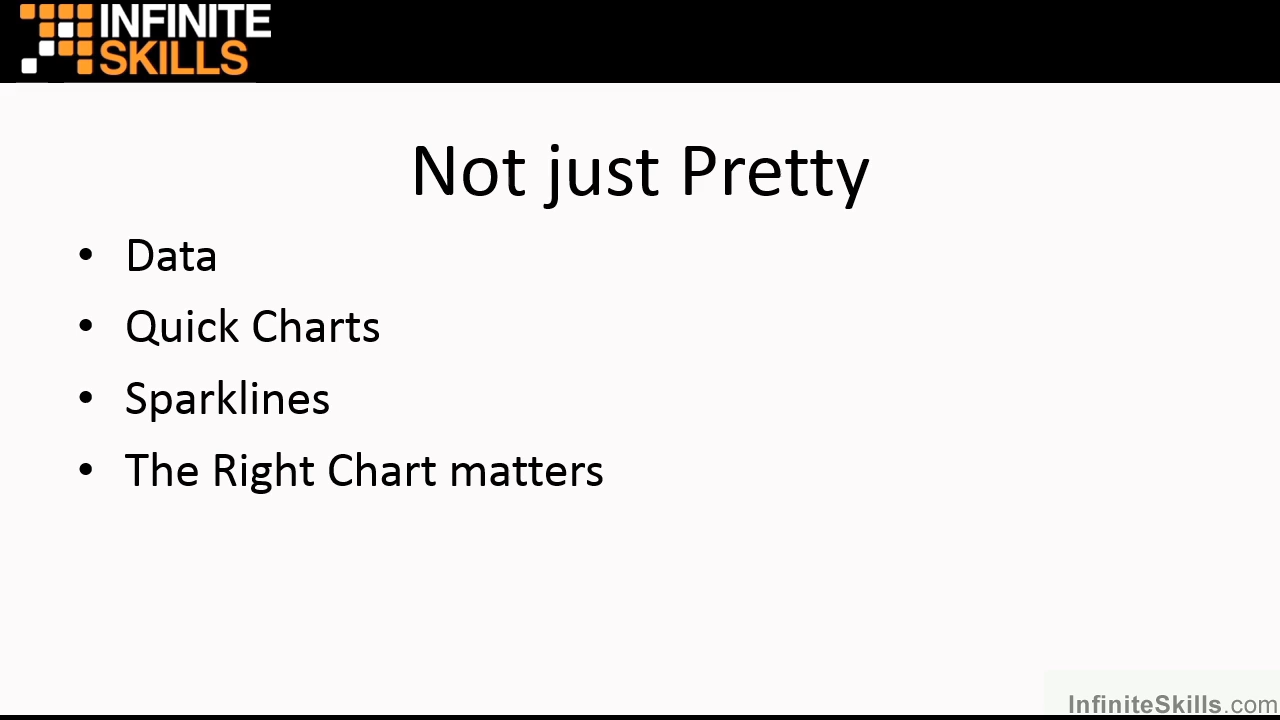 INFINITE
SKILLS
Not just Pretty
• Data
• Quick Charts
• Sparklines
• The Right Chart matters
InfiniteSkills.com